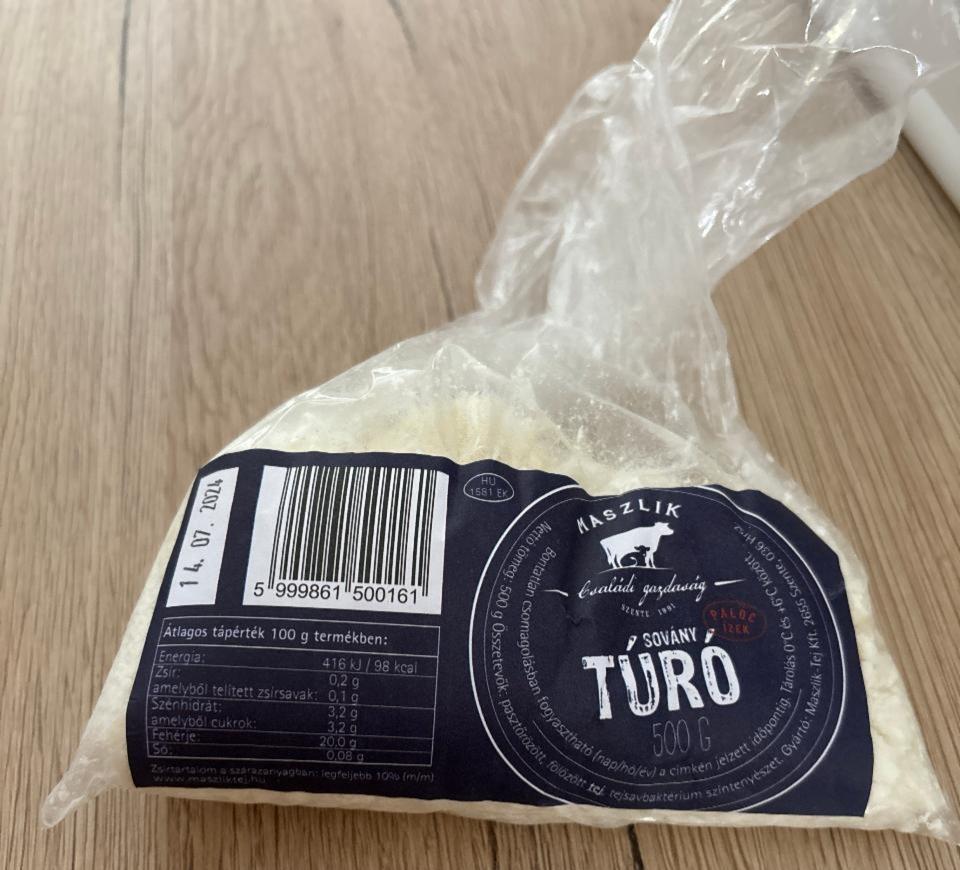 14. 07. 2024
5 999861 500161
HU
1581 EK
Átlagos tápérték 100 g termékben:
Energia: 416 kJ / 98 kcal
Zsír: 0,2 g
amelyből telített zsírsavak: 0,1 g
Szénhidrát: 3,2 g
amelyből cukrok: 3,2 g
Fehérje: 20,0 g
Só: 0,08 g
Zsírtartalom a szárazanyagban: legfeljebb 10% (m/m)
www.maszliktej.hu
MASZLIK
Családi gazdaság
SZENTE 1991
PALÓC
ÍZEK
SOVÁNY
TÚRÓ
500 G
Nettó tömeg: 500 g Összetevők: pasztőrözött, fölözött tej, tejsavbaktérium színtenyészet. Gyártó: Maszlik-Tej Kft. 2655 Szente, 036 Hrsz.
Bontatlan csomagolásban fogyasztható (nap/hó/év) a címkén jelzett időpontig. Tárolás 0°C és +6°C között.